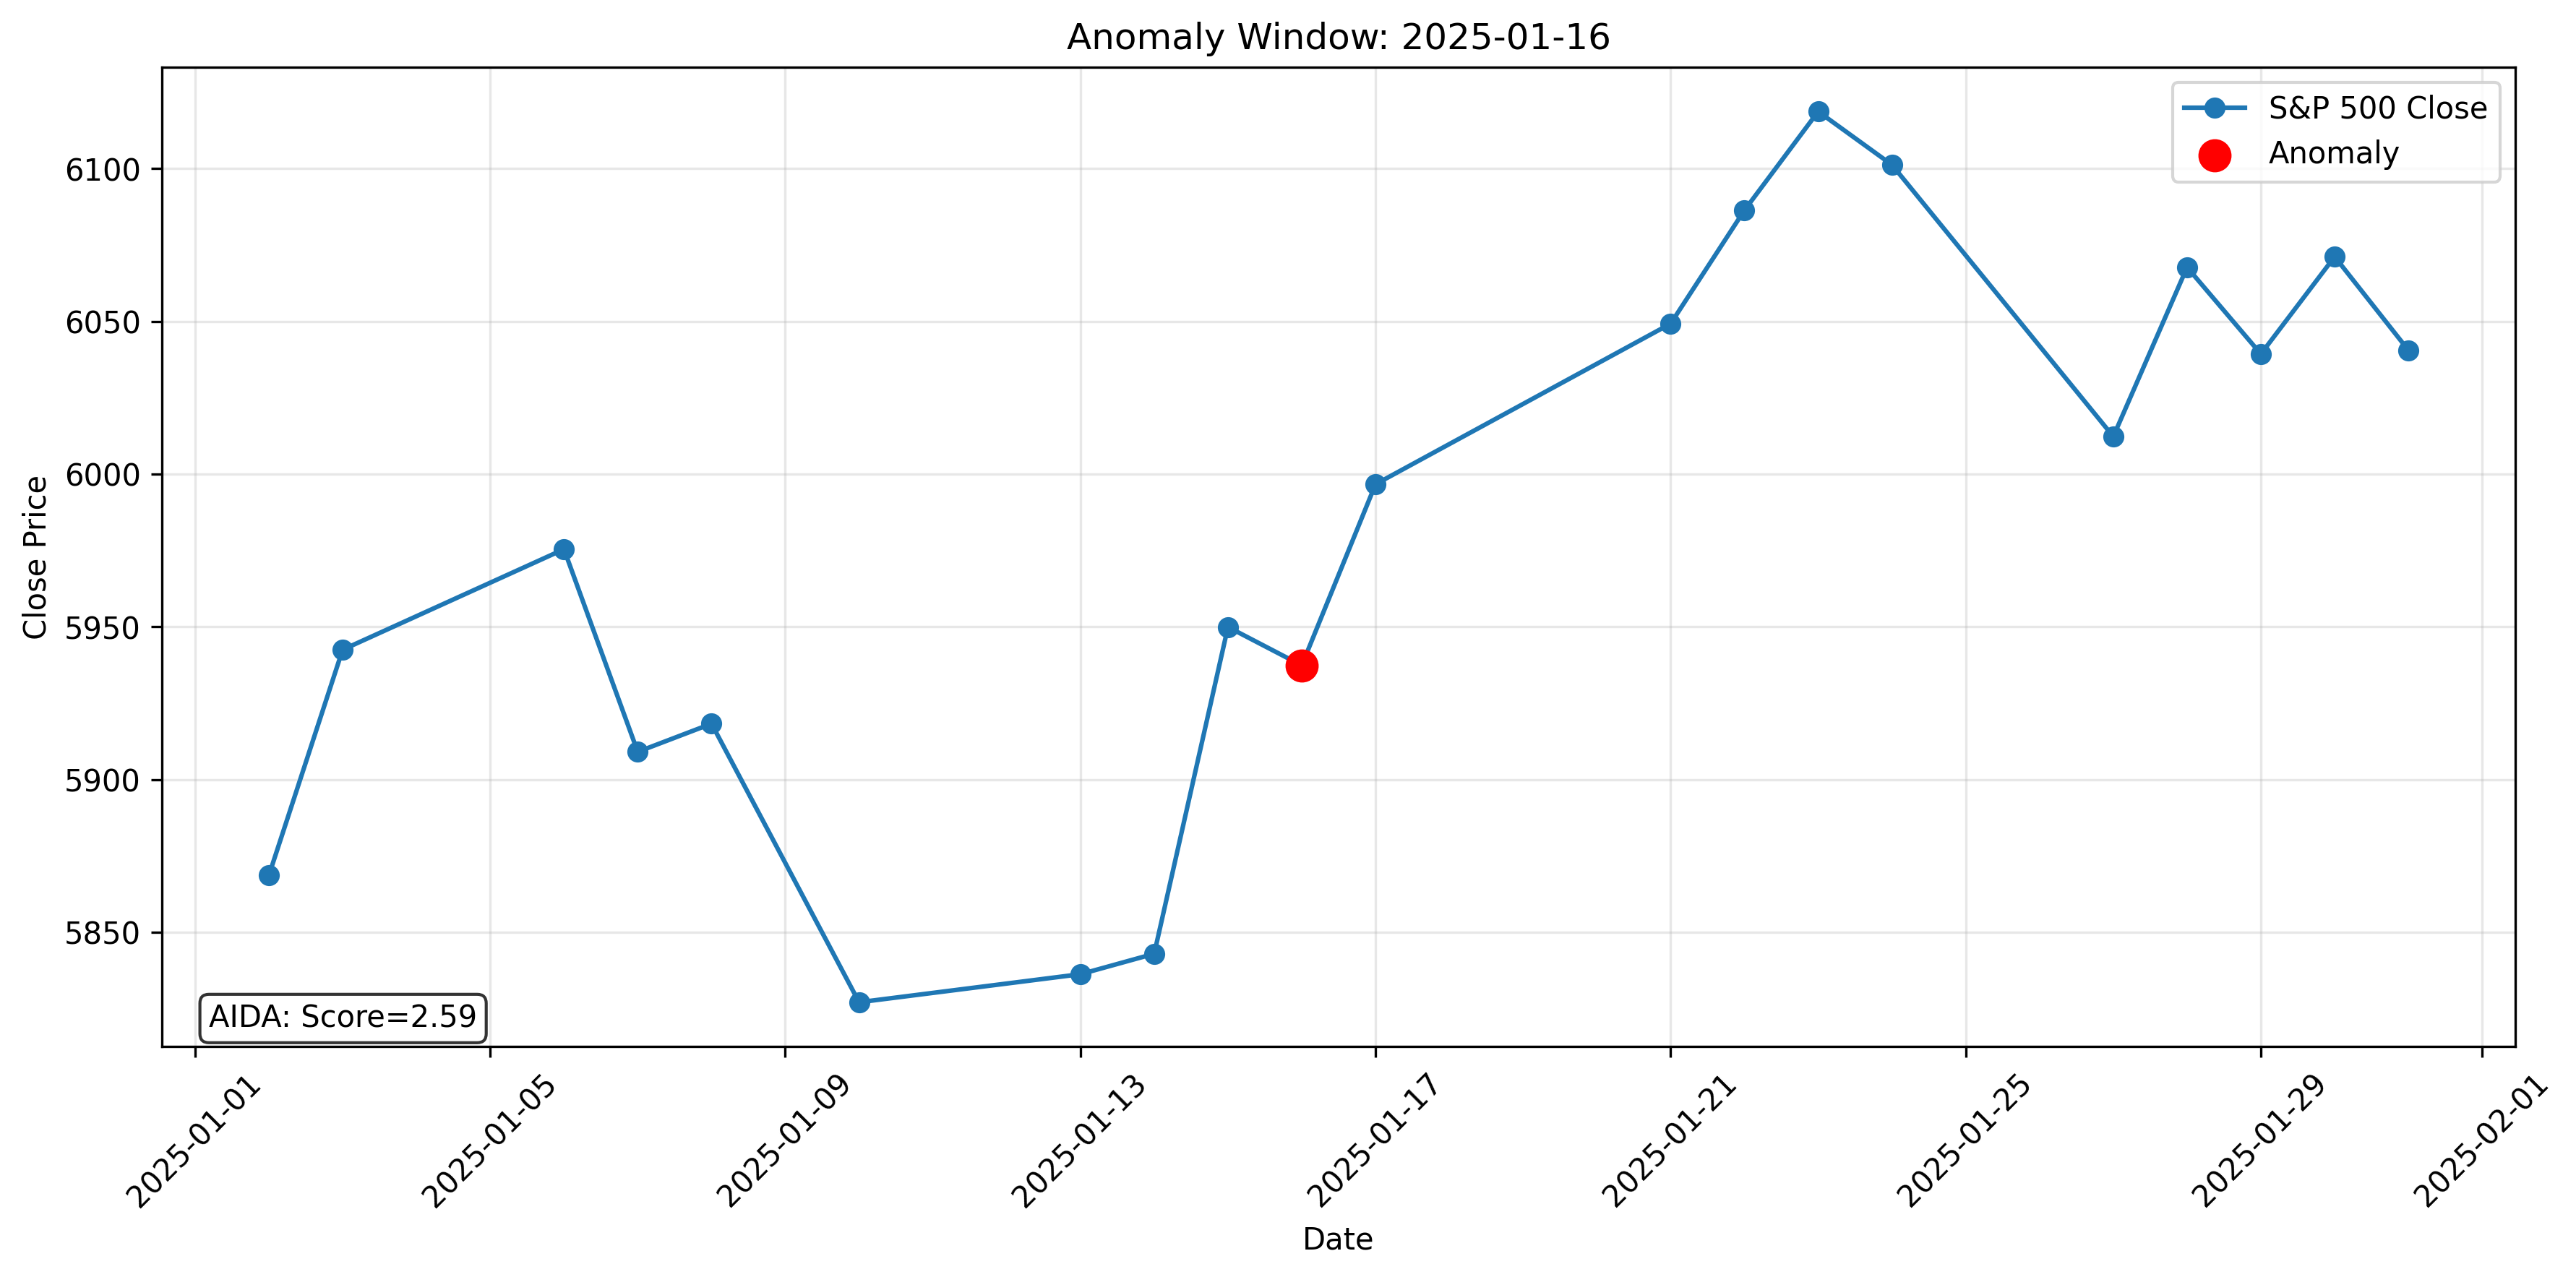 Anomaly Window: 2025-01-16
S&P 500 Close
Anomaly
Close Price
6100
6050
6000
5950
5900
5850
AIDA: Score=2.59
2025-01-01
2025-01-05
2025-01-09
2025-01-13
2025-01-17
2025-01-21
2025-01-25
2025-01-29
2025-02-01
Date